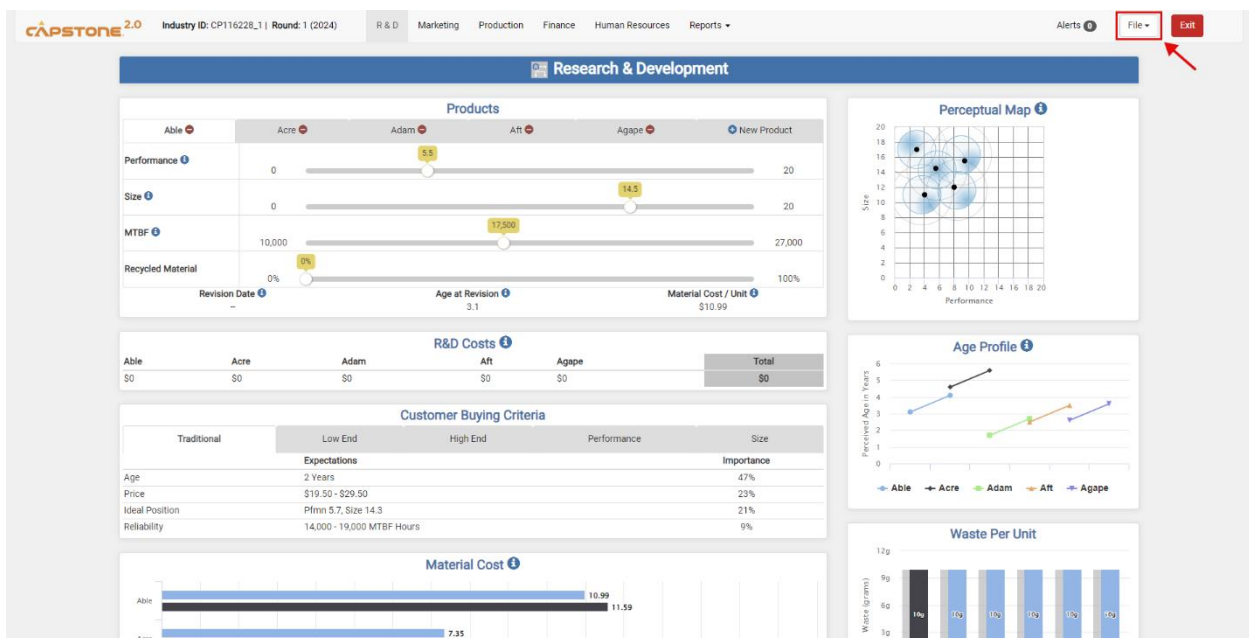 CAPSTONE 2.0 Industry ID: CP116228_1 | Round: 1 (2024) R & D Marketing Production Finance Human Resources Reports Alerts 0 File Exit
Research & Development
Products
Able Acre Adam Aft Agape New Product
Performance 0 5.5 20
Size 0 14.5 20
MTBF 10,000 17,500 27,000
Recycled Material 0% 0% 100%
Revision Date Age at Revision Material Cost / Unit
-- 3.1 $10.99
R&D Costs
Able Acre Adam Aft Agape Total
$0 $0 $0 $0 $0 $0
Customer Buying Criteria
Traditional Low End High End Performance Size
Expectations Importance
Age 2 Years 47%
Price $19.50 - $29.50 23%
Ideal Position Pfmn 5.7, Size 14.3 21%
Reliability 14,000 - 19,000 MTBF Hours 9%
Material Cost
Able 10.99
11.59
7.35
Perceptual Map
20
18
16
14
12
10
8
6
4
2
0
Size
0 2 4 6 8 10 12 14 16 18 20
Performance
Age Profile
6
5
4
3
2
1
0
Perceived Age in Years
Able Acre Adam Aft Agape
Waste Per Unit
12g
9g
6g
3g
Waste (grams)
10g 10g 10g 10g 10g 10g